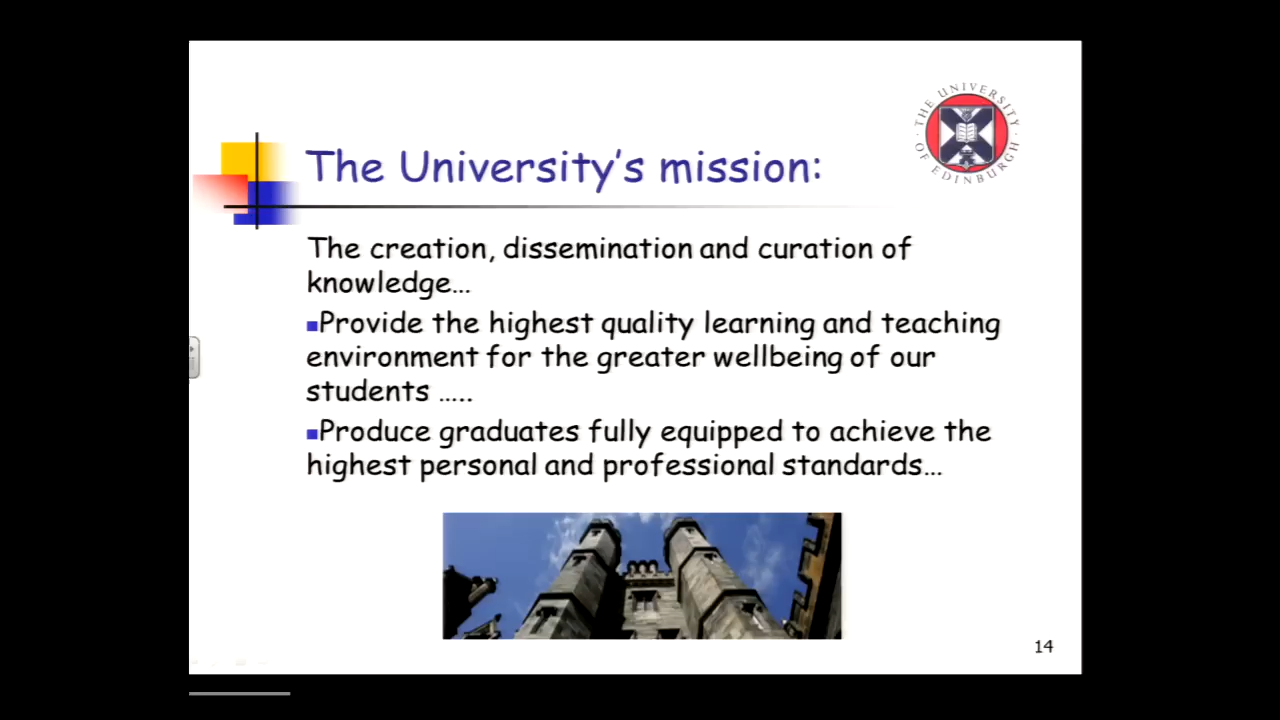 THE UNIVERSITY
OF EDINBURGH
The University's mission:
The creation, dissemination and curation of
knowledge…
▪Provide the highest quality learning and teaching
environment for the greater wellbeing of our
students …..
▪Produce graduates fully equipped to achieve the
highest personal and professional standards…
14